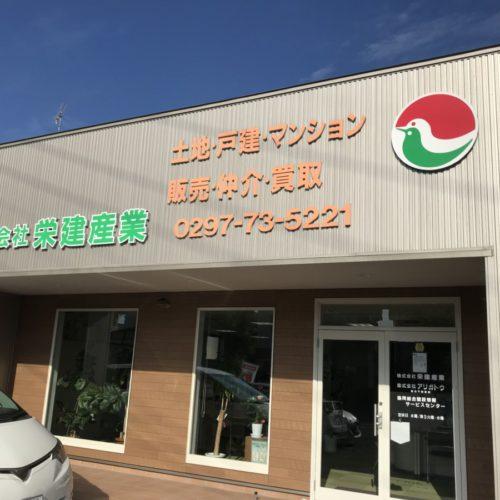 土地・戸建・マンション
販売・仲介・買取
0297-73-5221
会社 栄建産業
株式会社 栄建産業
株式会社 アリガトウ
サービスセンター